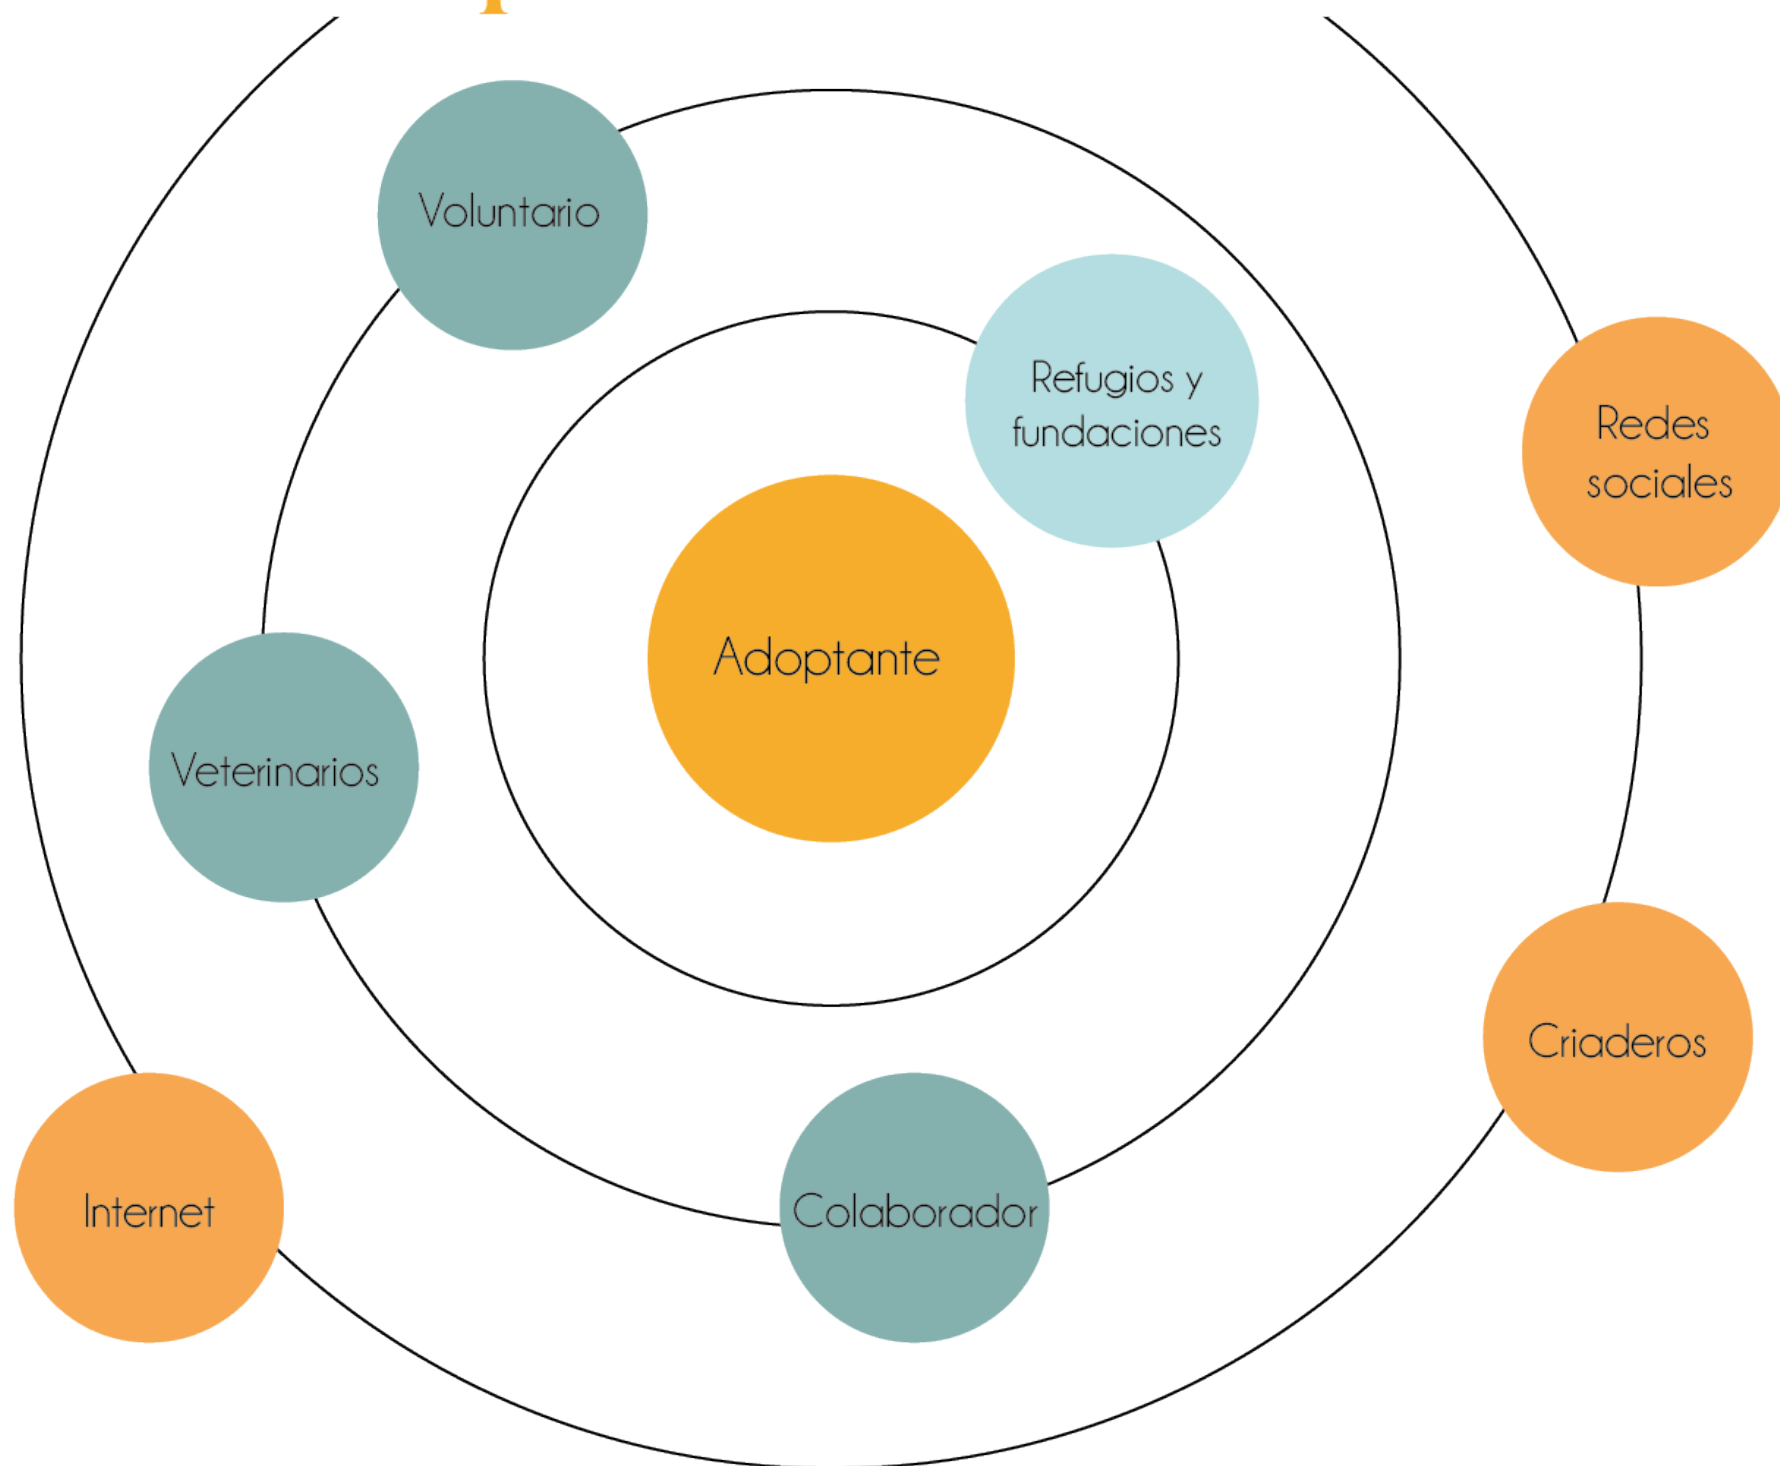 Voluntario
Refugios y
fundaciones
Redes
sociales
Adoptante
Veterinarios
Criaderos
Internet
Colaborador